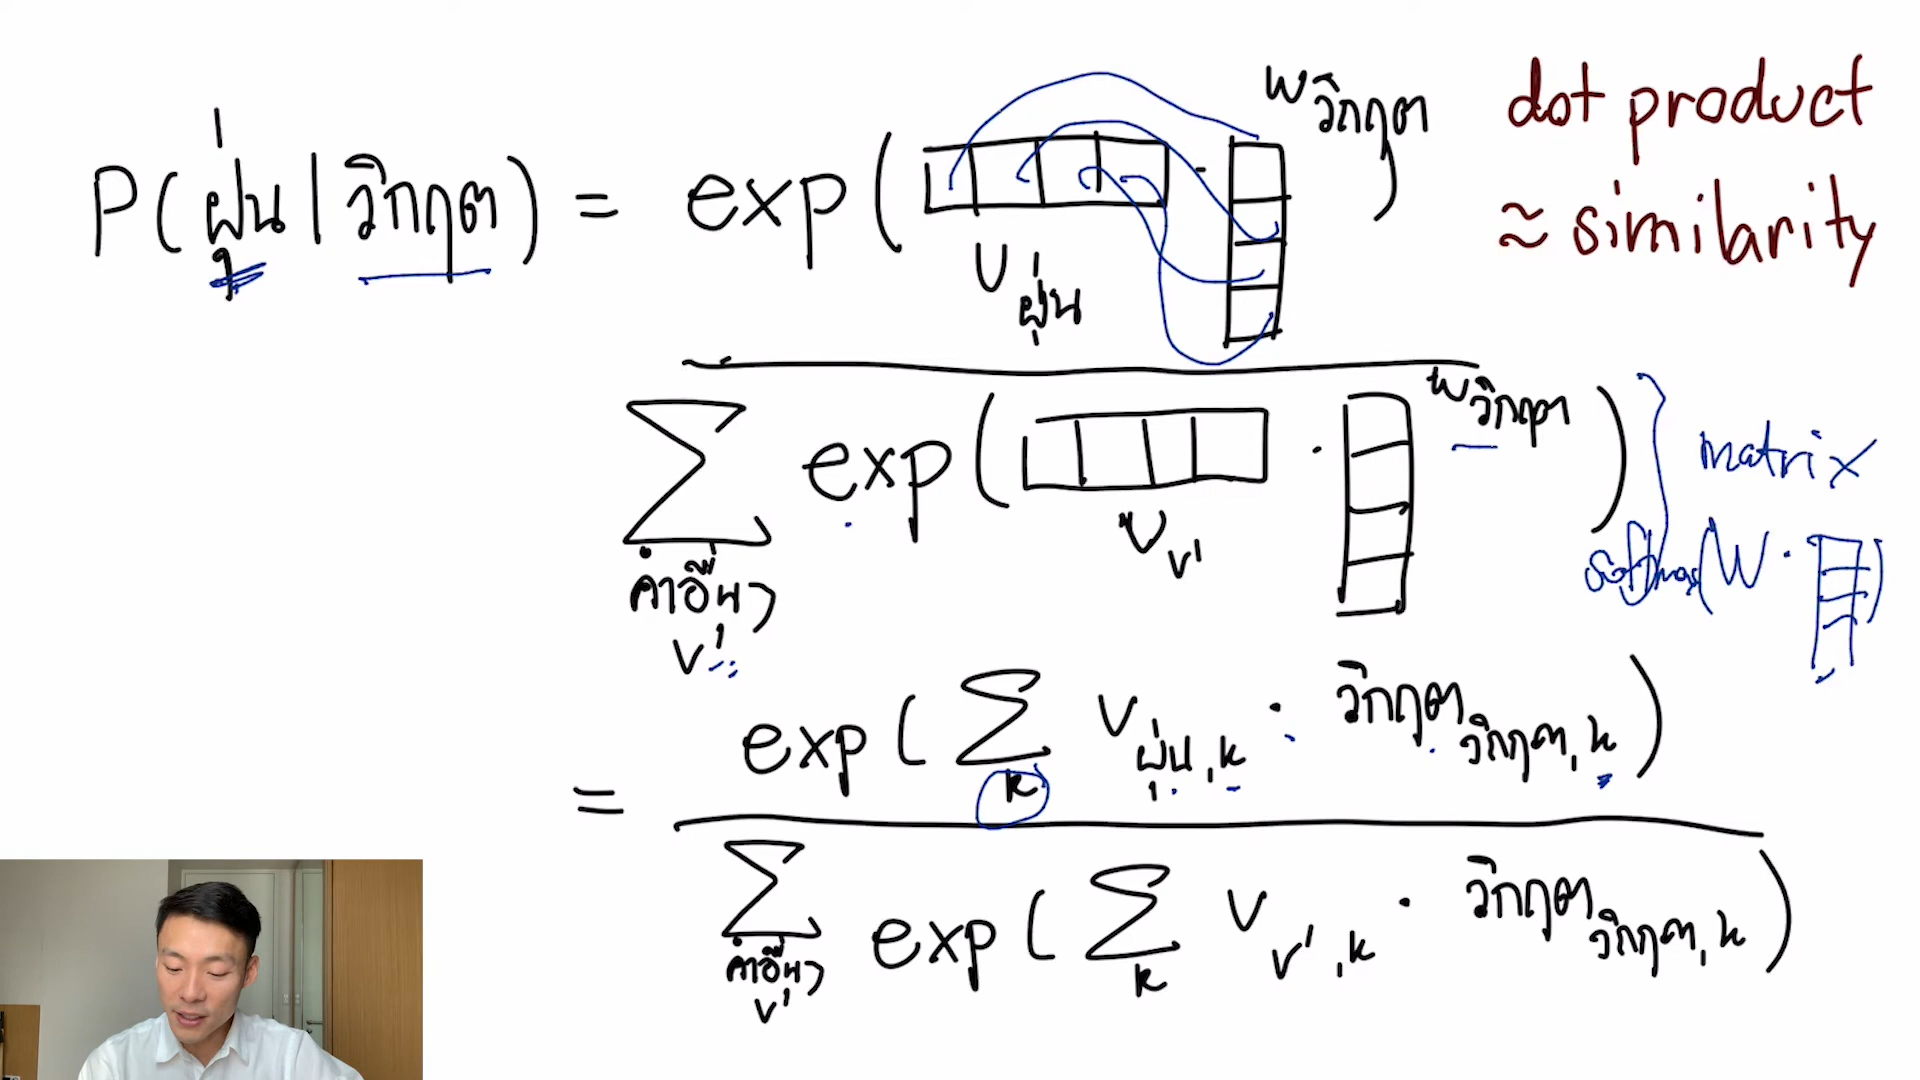 P(ฝุ่น | วิกฤต) = exp( · ) w วิกฤต
v ฝุ่น
dot product
≈ similarity
∑ exp( v v' · w วิกฤต )
คำอื่นๆ v'
matrix
softmax(W · )
= exp( ∑ k v ฝุ่น,k · วิกฤต วิกฤต,k )
∑ คำอื่นๆ v' exp( ∑ k v v',k · วิกฤต วิกฤต,k )